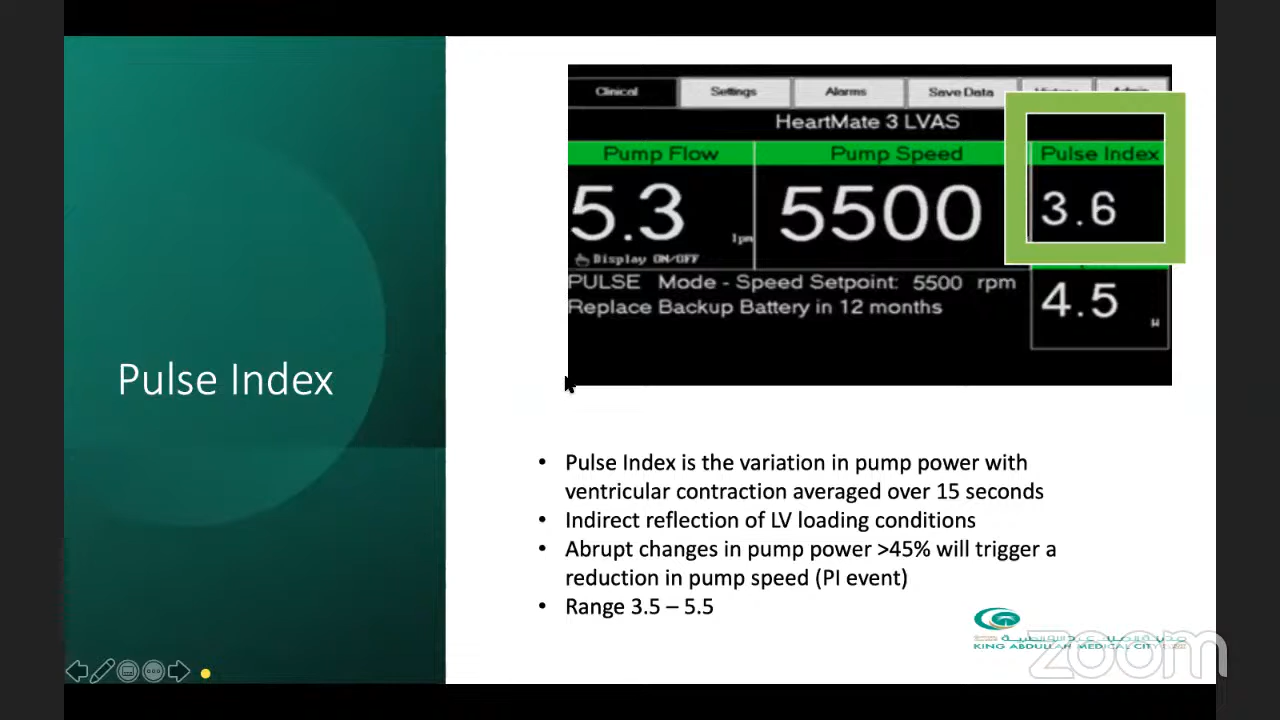 Clinical Settings Alarms Save Data
HeartMate 3 LVAS
Pump Flow Pump Speed Pulse Index
5.3 lpm 5500 3.6
Display ON/OFF
PULSE Mode - Speed Setpoint: 5500 rpm
Replace Backup Battery in 12 months
4.5 W
Pulse Index
• Pulse Index is the variation in pump power with
ventricular contraction averaged over 15 seconds
• Indirect reflection of LV loading conditions
• Abrupt changes in pump power >45% will trigger a
reduction in pump speed (PI event)
• Range 3.5 – 5.5
KING ABDULLAH MEDICAL CITY
zoom